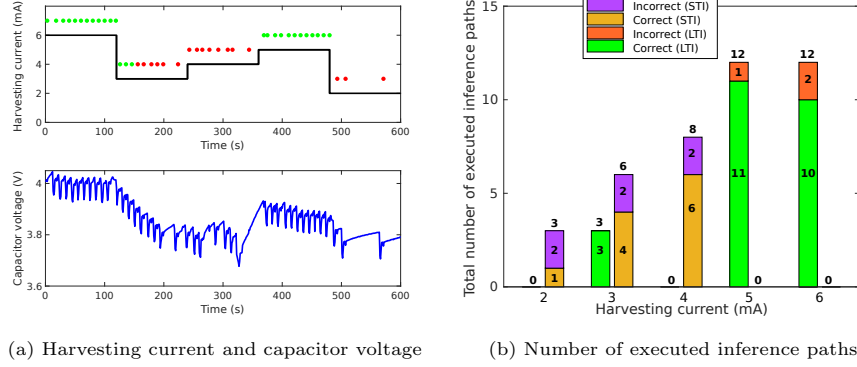 8
6
4
2
0
Harvesting current (mA)
0 100 200 300 400 500 600
Time (s)
4
3.8
3.6
Capacitor voltage (V)
0 100 200 300 400 500 600
Time (s)
(a) Harvesting current and capacitor voltage
Incorrect (STI)
Correct (STI)
Incorrect (LTI)
Correct (LTI)
15
10
5
0
Total number of executed inference paths
0 3 2 1
3 3 6 2 4
0 8 2 6
12 1 11 0
12 2 10 0
2 3 4 5 6
Harvesting current (mA)
(b) Number of executed inference paths